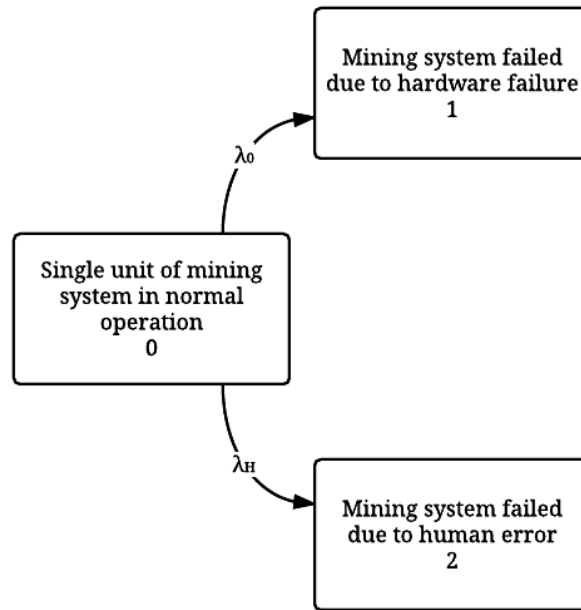 Mining system failed
due to hardware failure
1
λ0
Single unit of mining
system in normal
operation
0
λH
Mining system failed
due to human error
2